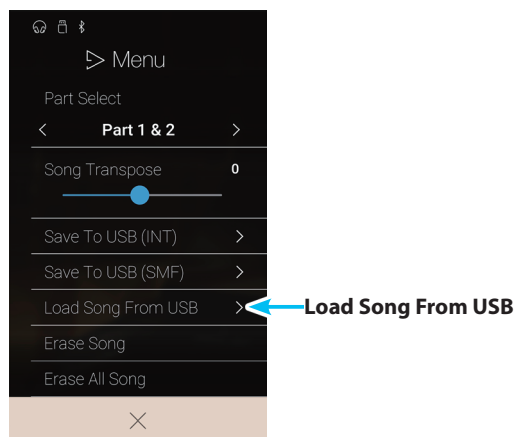 Menu
Part Select
< Part 1 & 2 >
Song Transpose 0
Save To USB (INT) >
Save To USB (SMF) >
Load Song From USB > Load Song From USB
Erase Song
Erase All Song